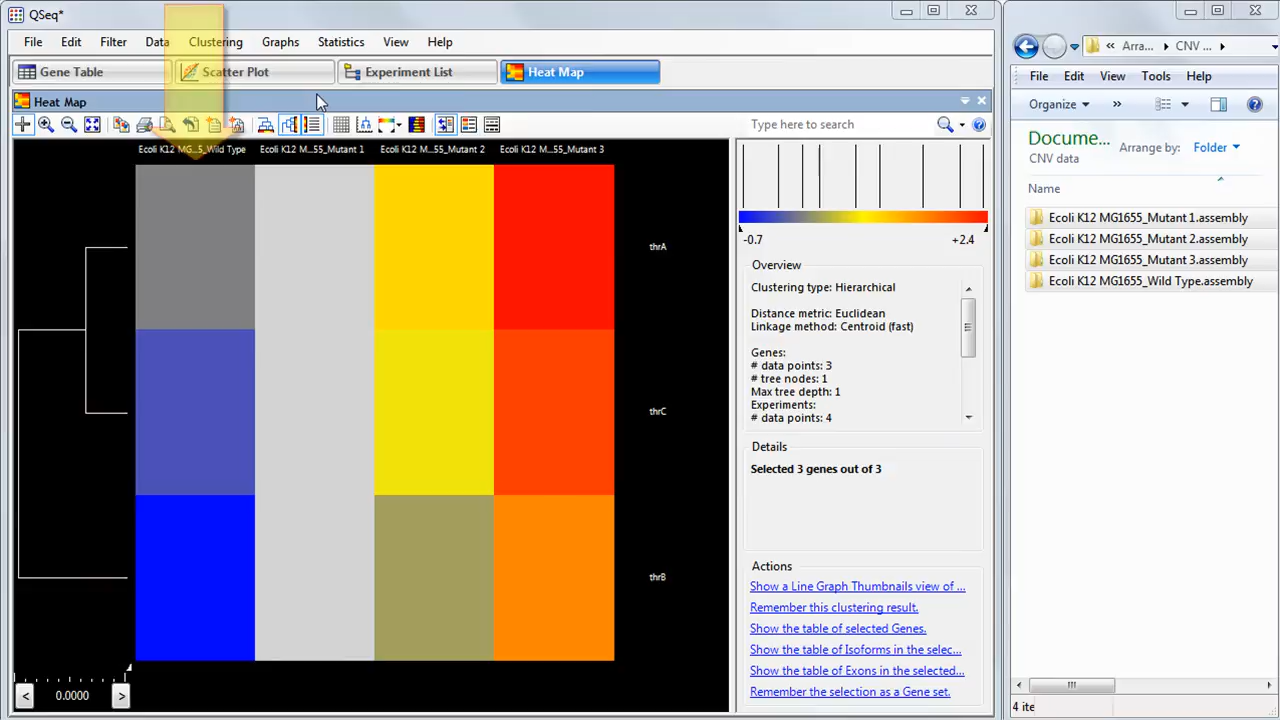 QSeq*
File Edit Filter Data Clustering Graphs Statistics View Help
Gene Table Scatter Plot Experiment List Heat Map
Heat Map
Type here to search
Ecoli K12 MG...5_Wild Type Ecoli K12 M...55_Mutant 1 Ecoli K12 M...55_Mutant 2 Ecoli K12 M...55_Mutant 3
thrA
thrC
thrB
< 0.0000 >
-0.7 +2.4
Overview
Clustering type: Hierarchical
Distance metric: Euclidean
Linkage method: Centroid (fast)
Genes:
# data points: 3
# tree nodes: 1
Max tree depth: 1
Experiments:
# data points: 4
Details
Selected 3 genes out of 3
Actions
Show a Line Graph Thumbnails view of ...
Remember this clustering result.
Show the table of selected Genes.
Show the table of Isoforms in the selec...
Show the table of Exons in the selected...
Remember the selection as a Gene set.
« Arra... CNV ...
File Edit View Tools Help
Organize »
Docume...
CNV data
Arrange by: Folder
Name
Ecoli K12 MG1655_Mutant 1.assembly
Ecoli K12 MG1655_Mutant 2.assembly
Ecoli K12 MG1655_Mutant 3.assembly
Ecoli K12 MG1655_Wild Type.assembly
4 ite